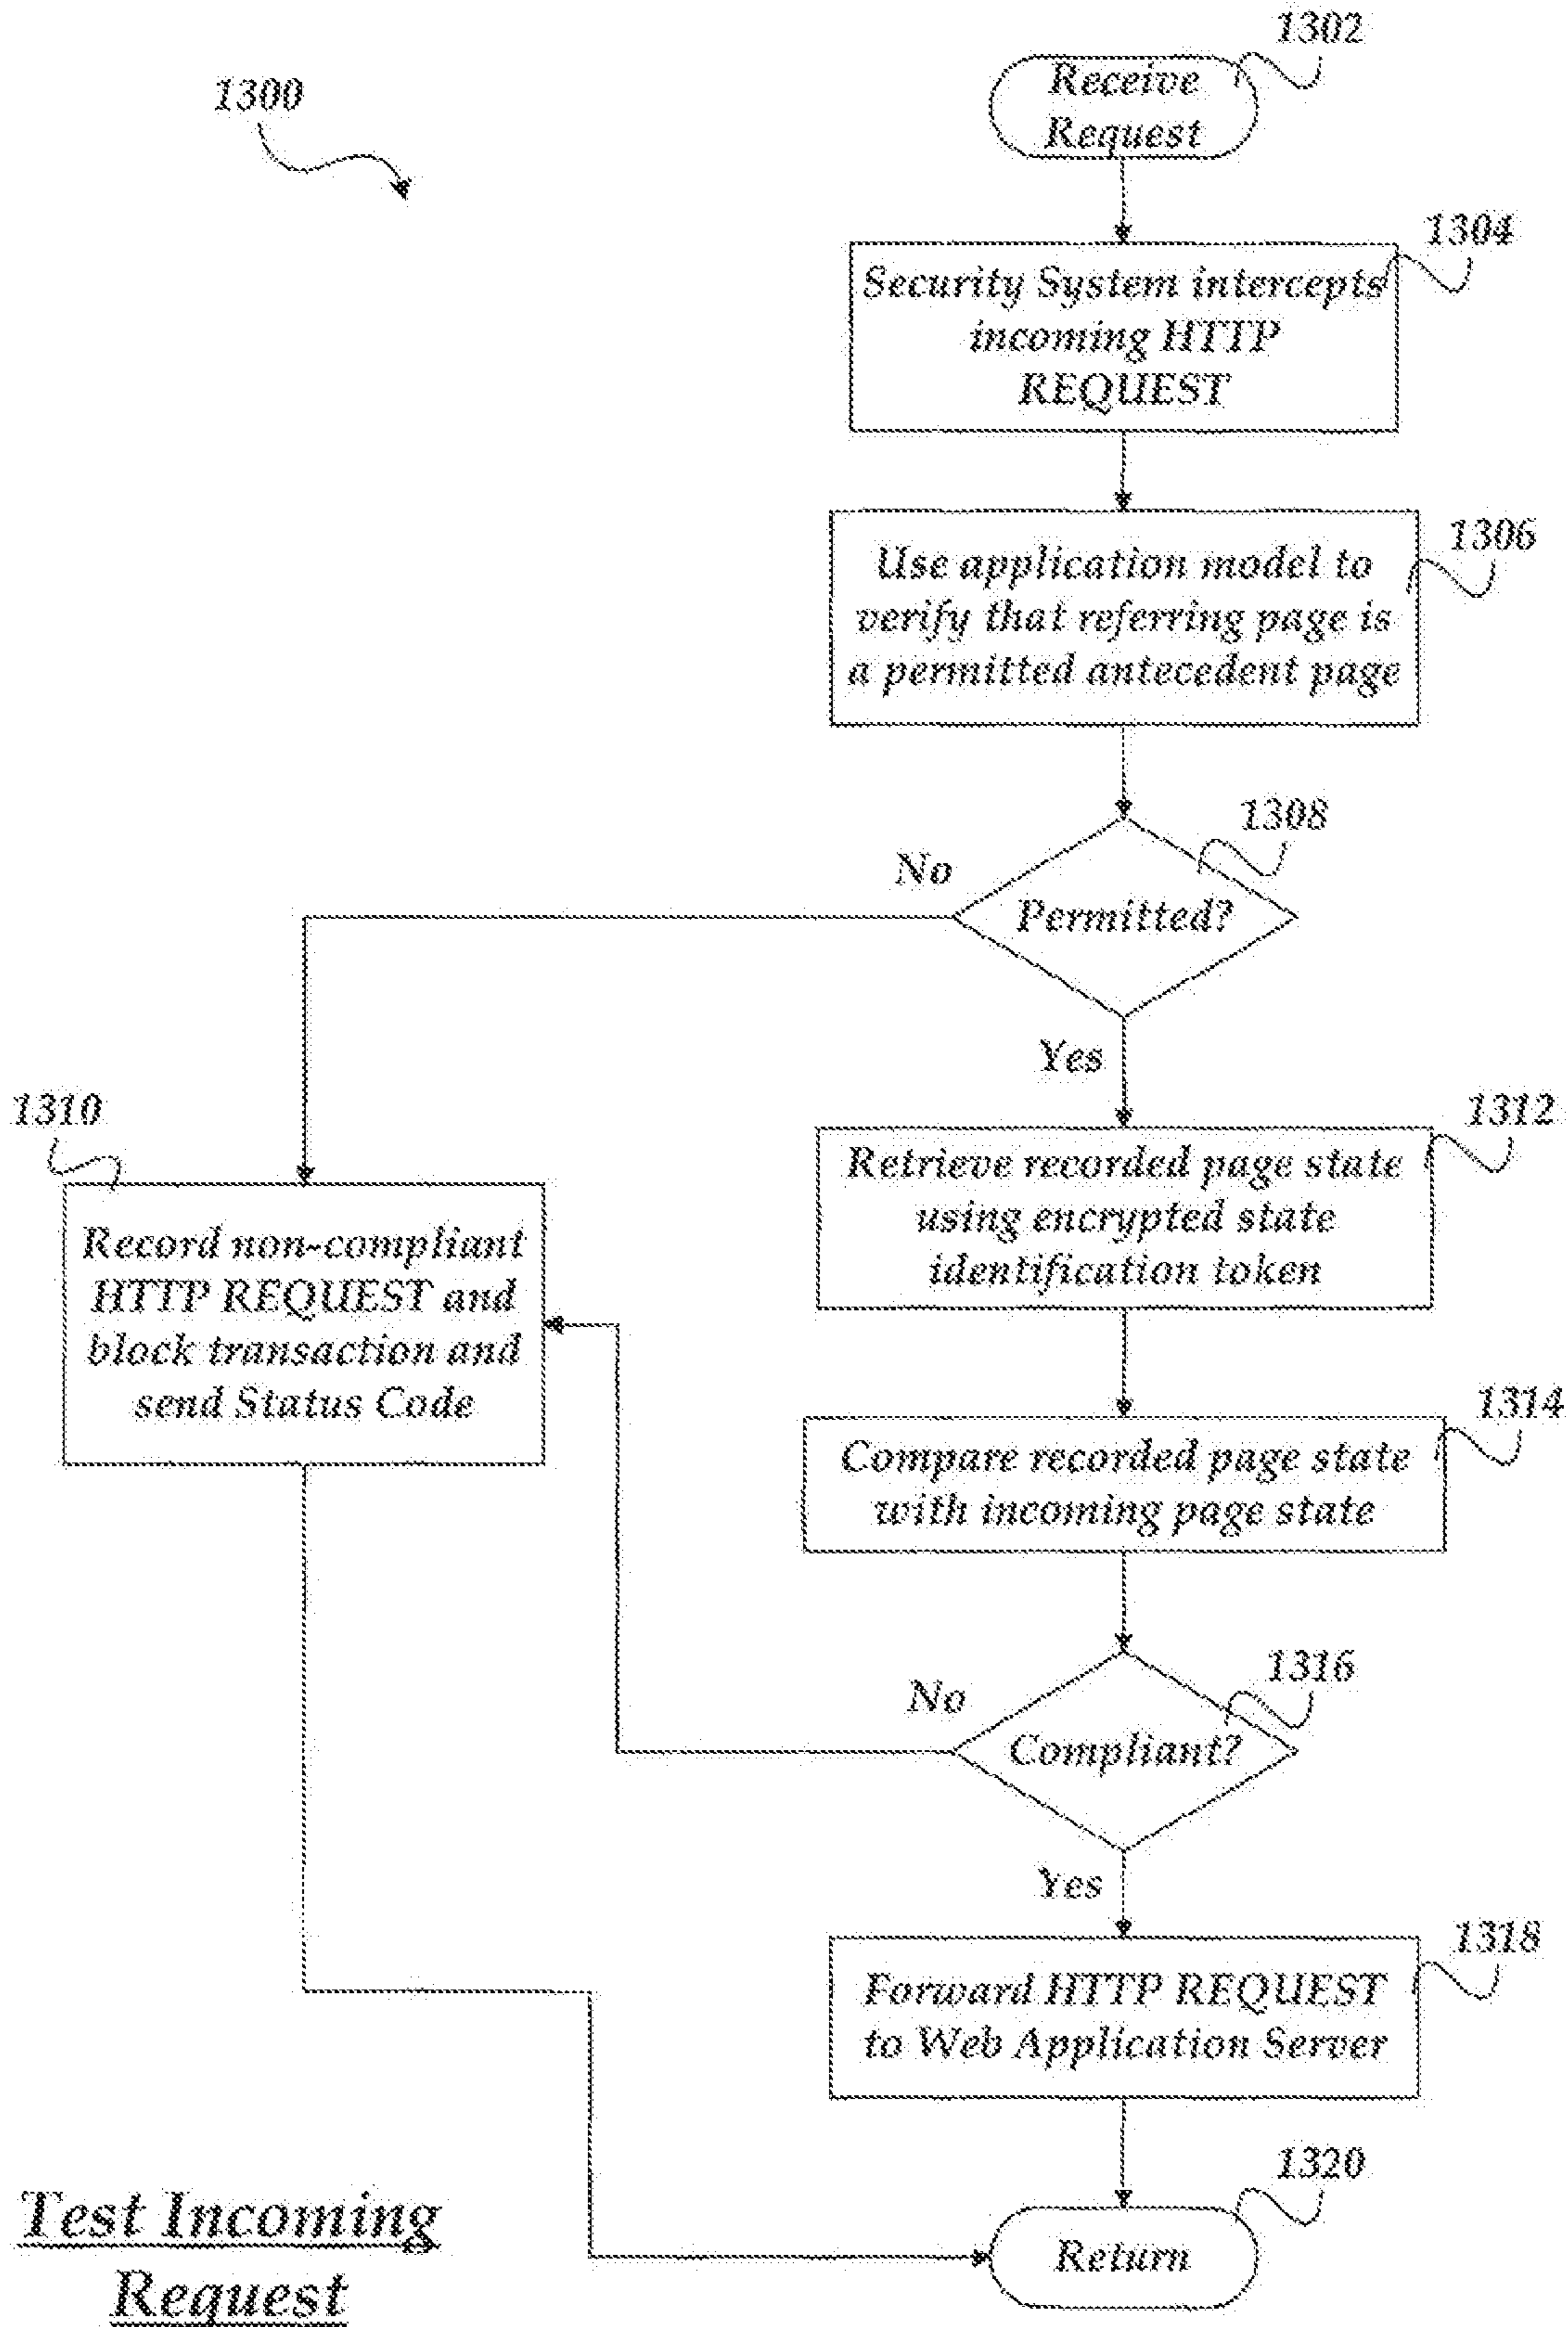 1302
Receive
Request
1300
1304
Security System intercepts
incoming HTTP
REQUEST
1306
Use application model to
verify that referring page is
a permitted antecedent page
1308
No
Permitted?
Yes
1310
Record non-compliant
HTTP REQUEST and
block transaction and
send Status Code
1312
Retrieve recorded page state
using encrypted state
identification token
1314
Compare recorded page state
with incoming page state
1316
No
Compliant?
Yes
1318
Forward HTTP REQUEST
to Web Application Server
1320
Return
Test Incoming
Request